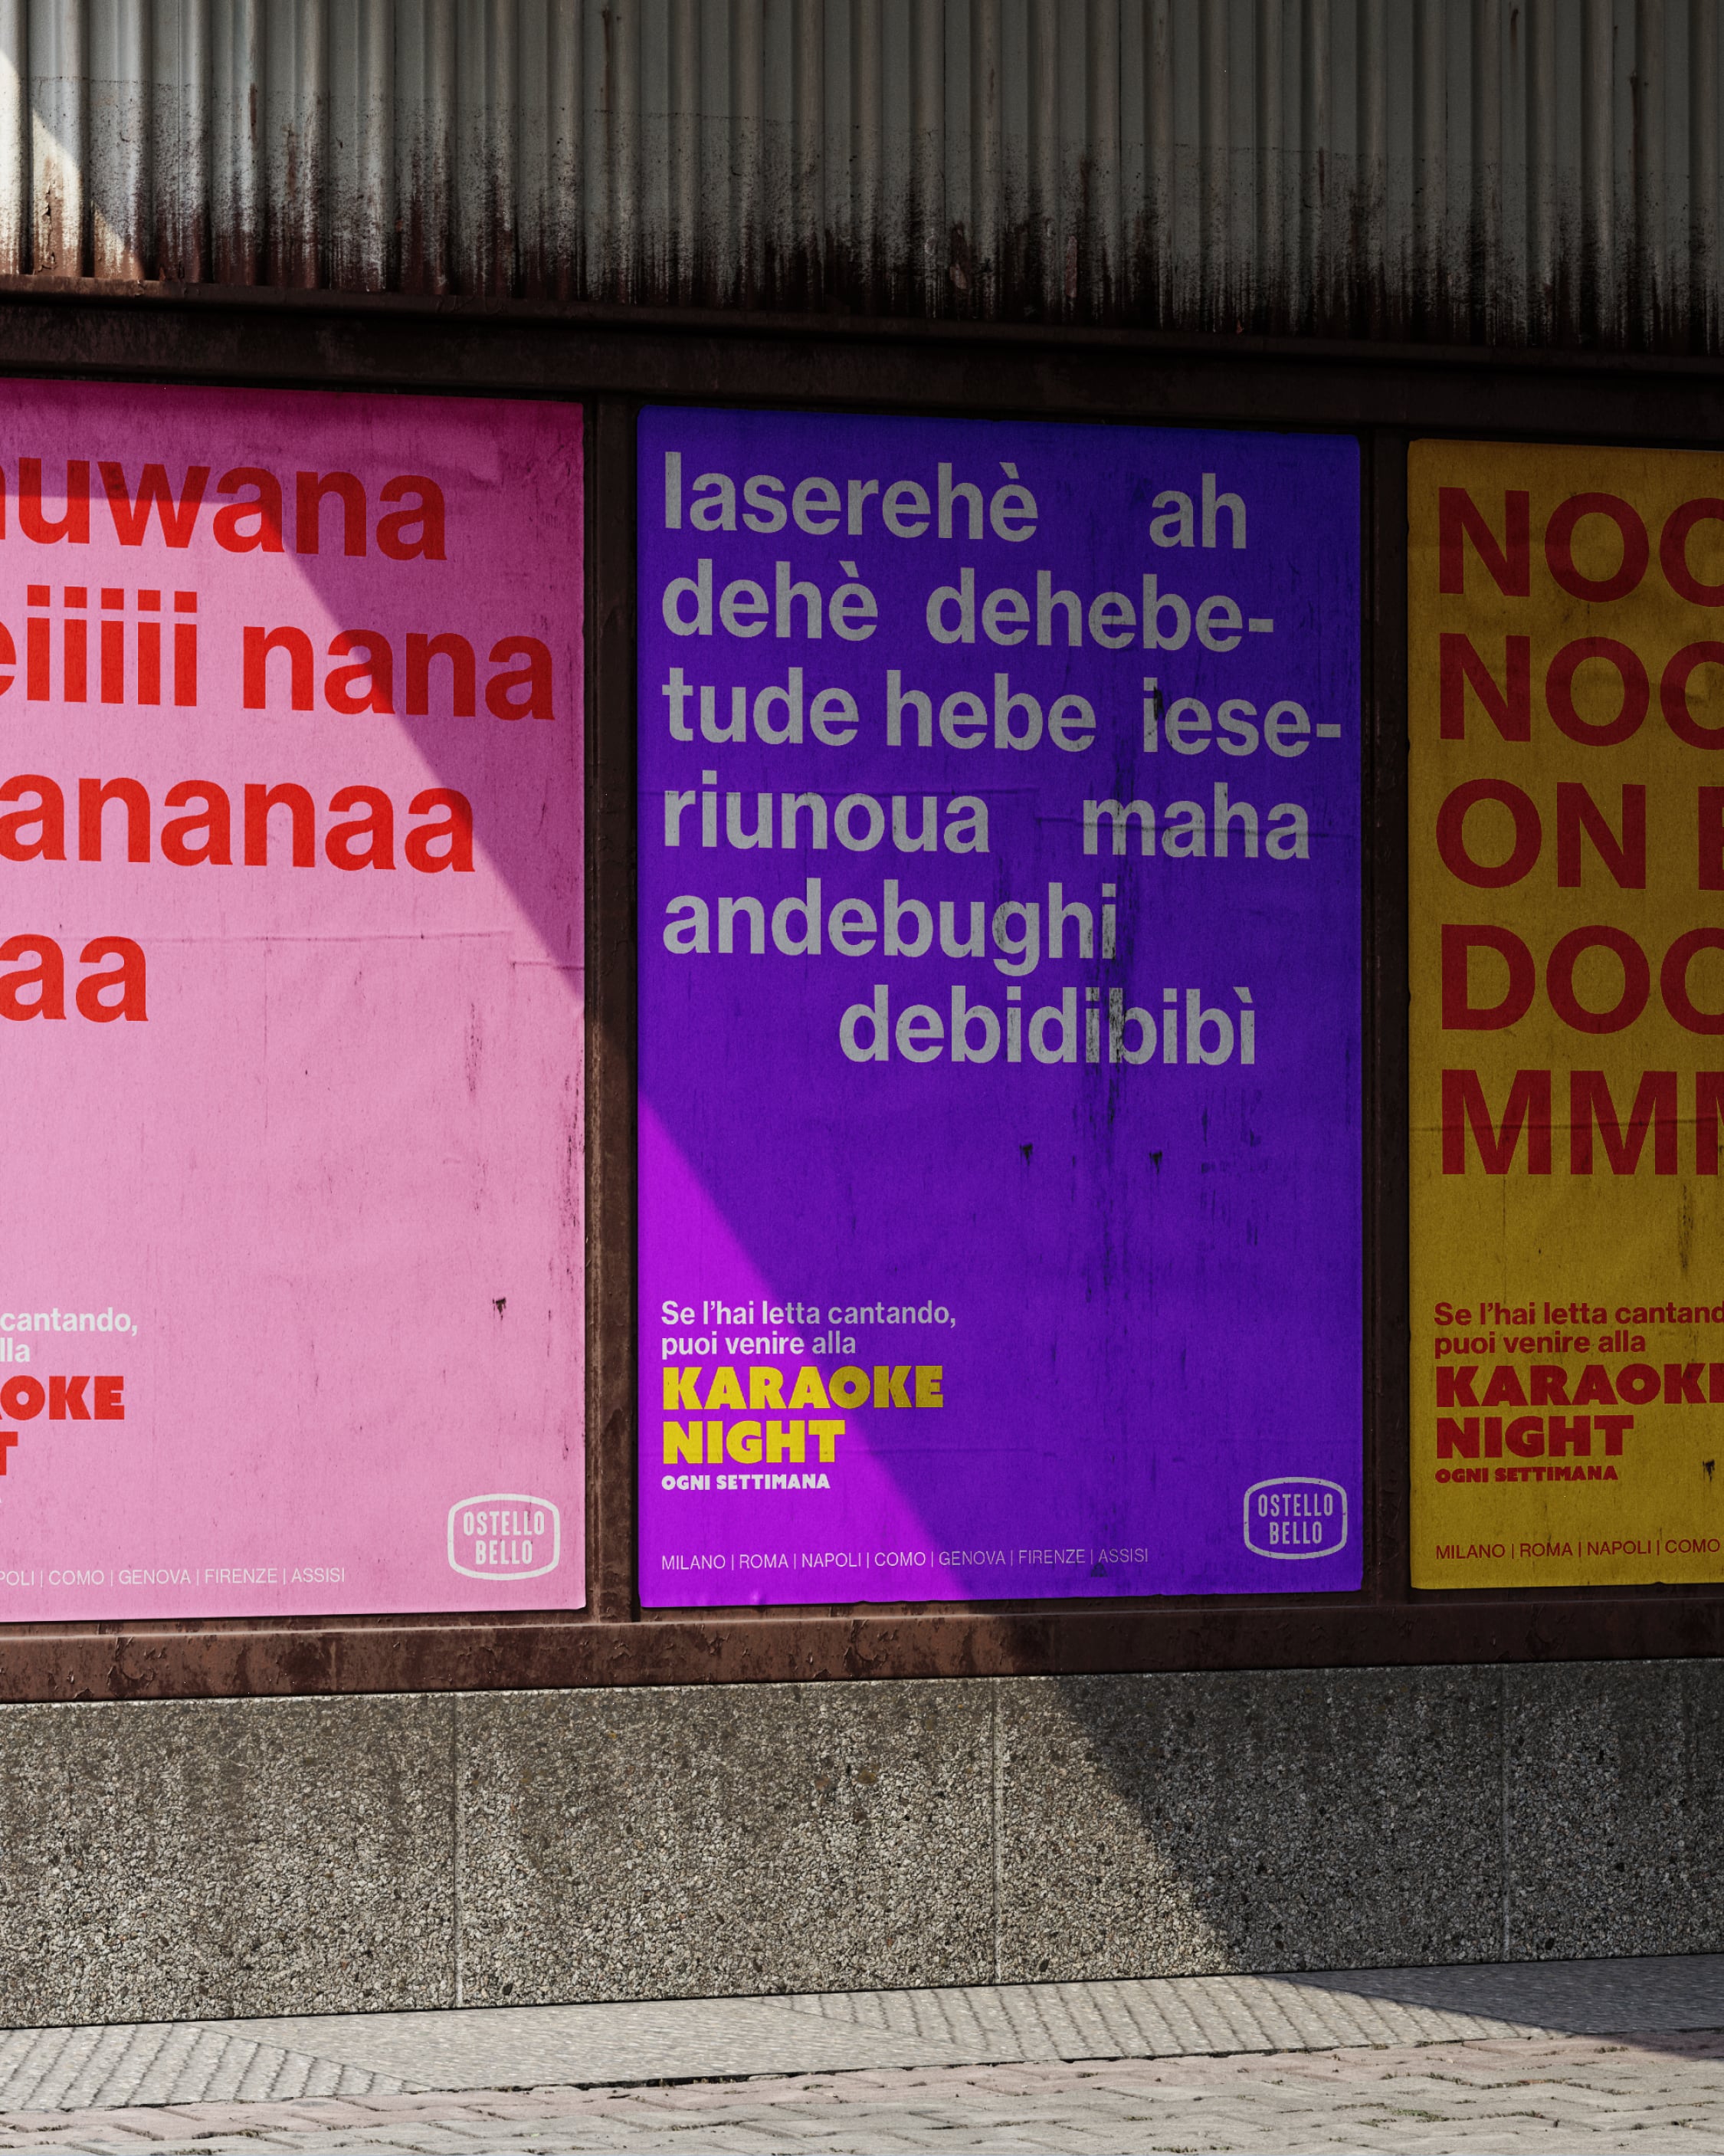 uwana
eiiiii nana
ananaa
aa
cantando,
lla
OKE
T
OSTELLO
BELLO
POLI | COMO | GENOVA | FIRENZE | ASSISI
laserehè ah
dehè dehebe-
tude hebe iese-
riunoua maha
andebughi
debidibibì
Se l'hai letta cantando,
puoi venire alla
KARAOKE
NIGHT
OGNI SETTIMANA
OSTELLO
BELLO
MILANO | ROMA | NAPOLI | COMO | GENOVA | FIRENZE | ASSISI
NOO
NOO
ON
DOO
MMM
Se l'hai letta cantand
puoi venire alla
KARAOKE
NIGHT
OGNI SETTIMANA
MILANO | ROMA | NAPOLI | COMO